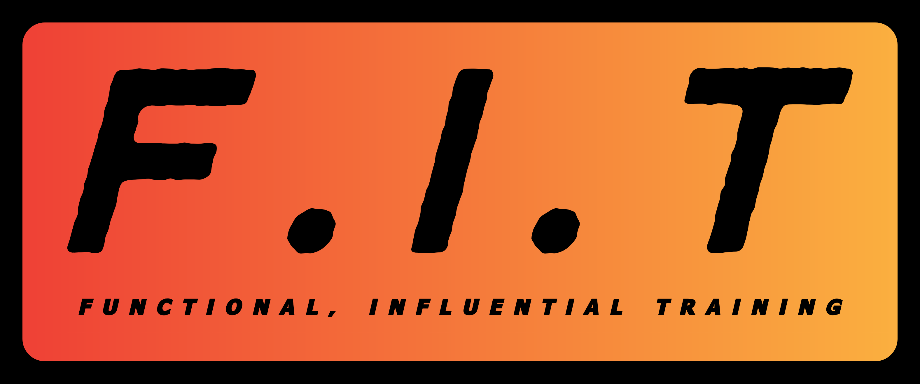 F.I.T
FUNCTIONAL, INFLUENTIAL TRAINING